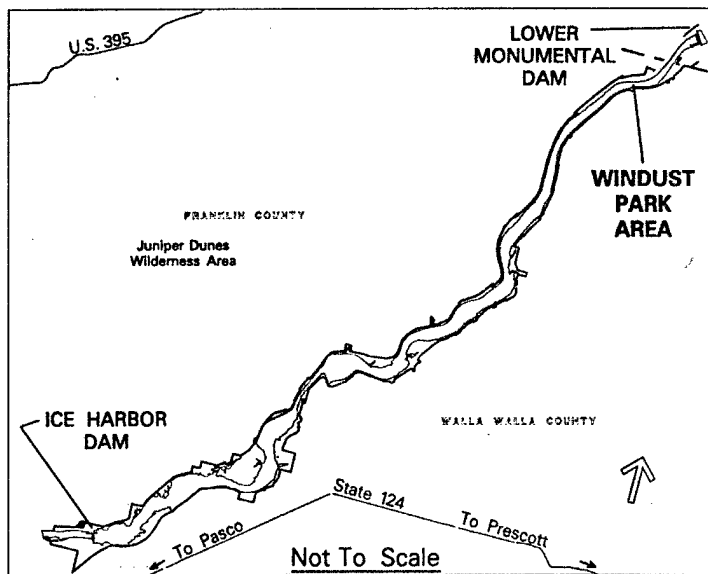 U.S. 395
LOWER
MONUMENTAL
DAM
WINDUST
PARK
AREA
FRANKLIN COUNTY
Juniper Dunes
Wilderness Area
ICE HARBOR
DAM
WALLA WALLA COUNTY
State 124
To Pasco
To Prescott
Not To Scale